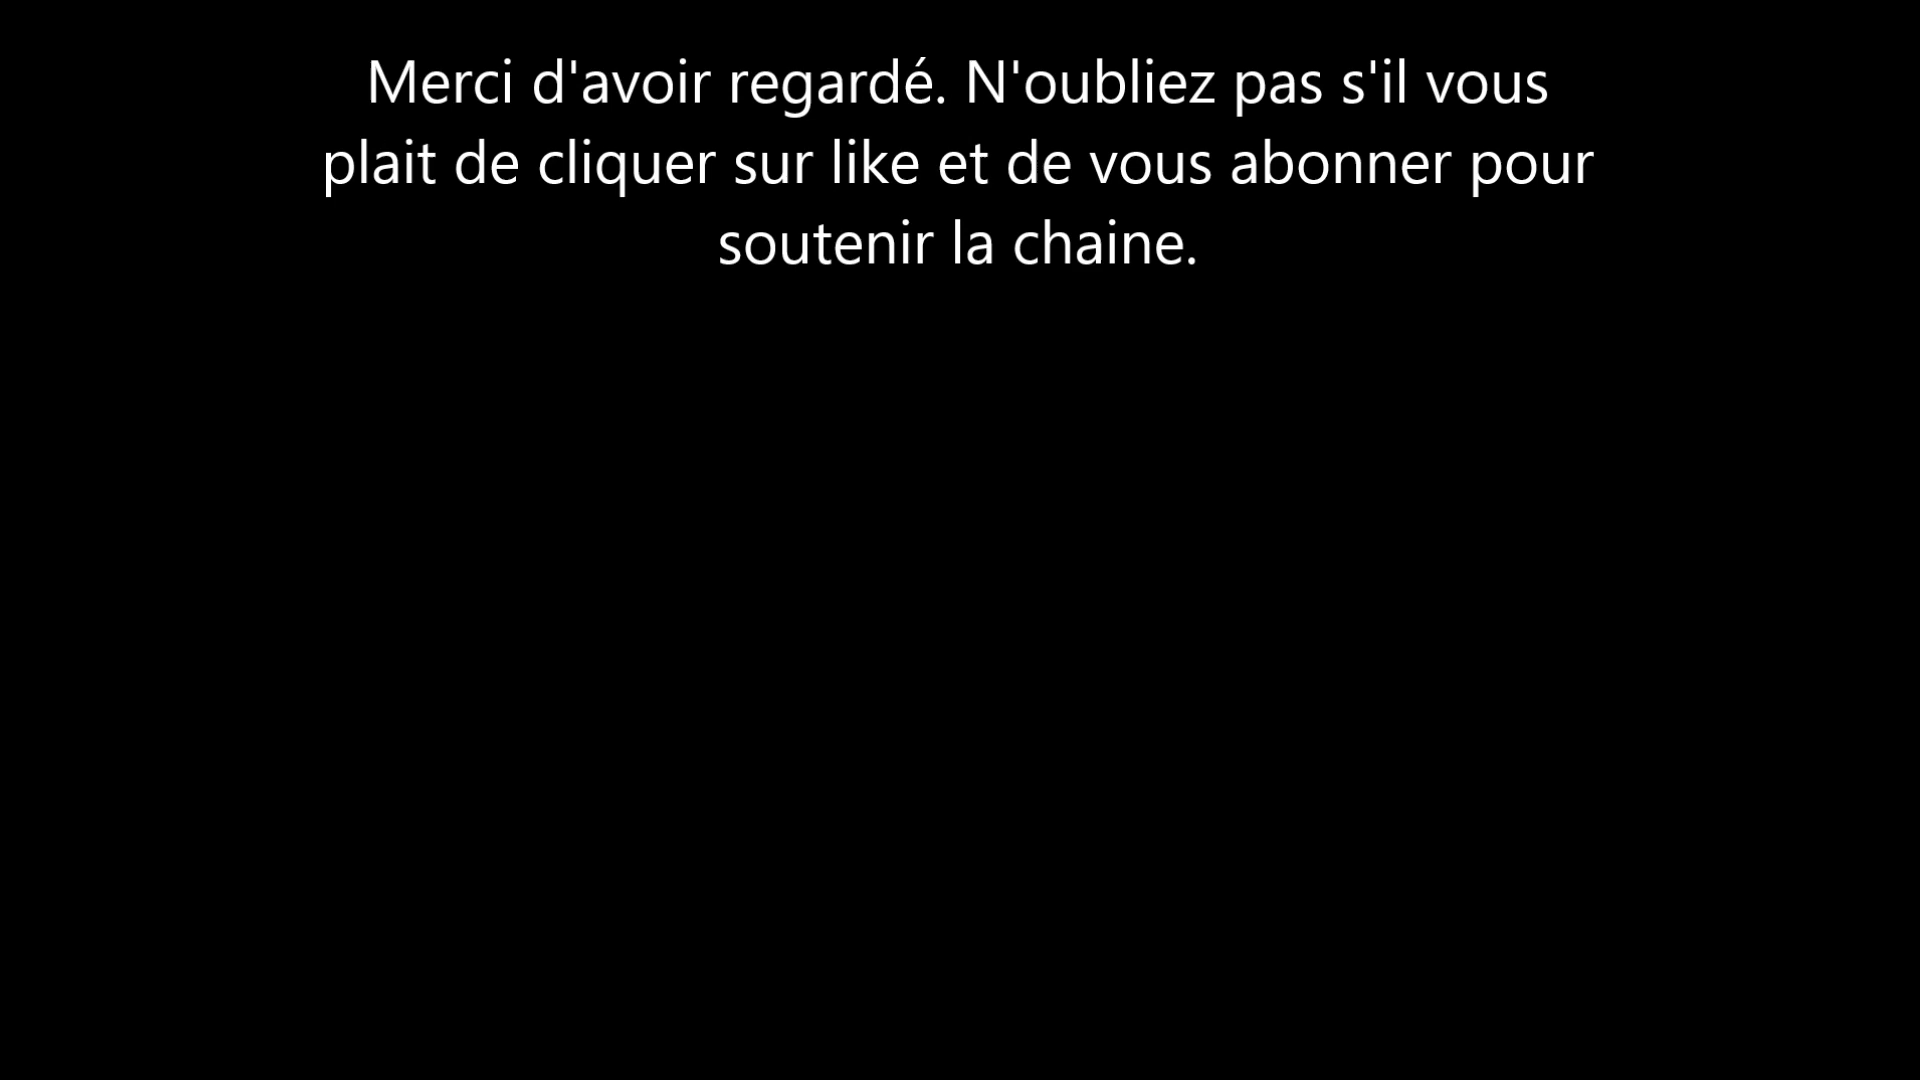 Merci d'avoir regardé. N'oubliez pas s'il vous
plait de cliquer sur like et de vous abonner pour
soutenir la chaine.